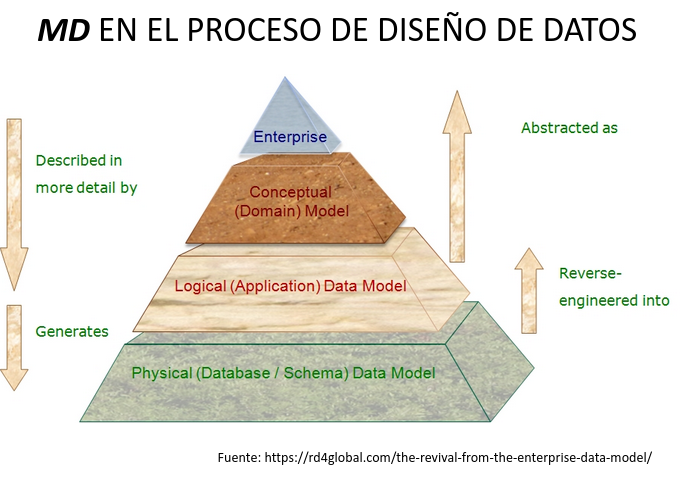 MD EN EL PROCESO DE DISEÑO DE DATOS
Enterprise
Conceptual
(Domain) Model
Logical (Application) Data Model
Physical (Database / Schema) Data Model
Described in
more detail by
Generates
Abstracted as
Reverse-
engineered into
Fuente: https://rd4global.com/the-revival-from-the-enterprise-data-model/